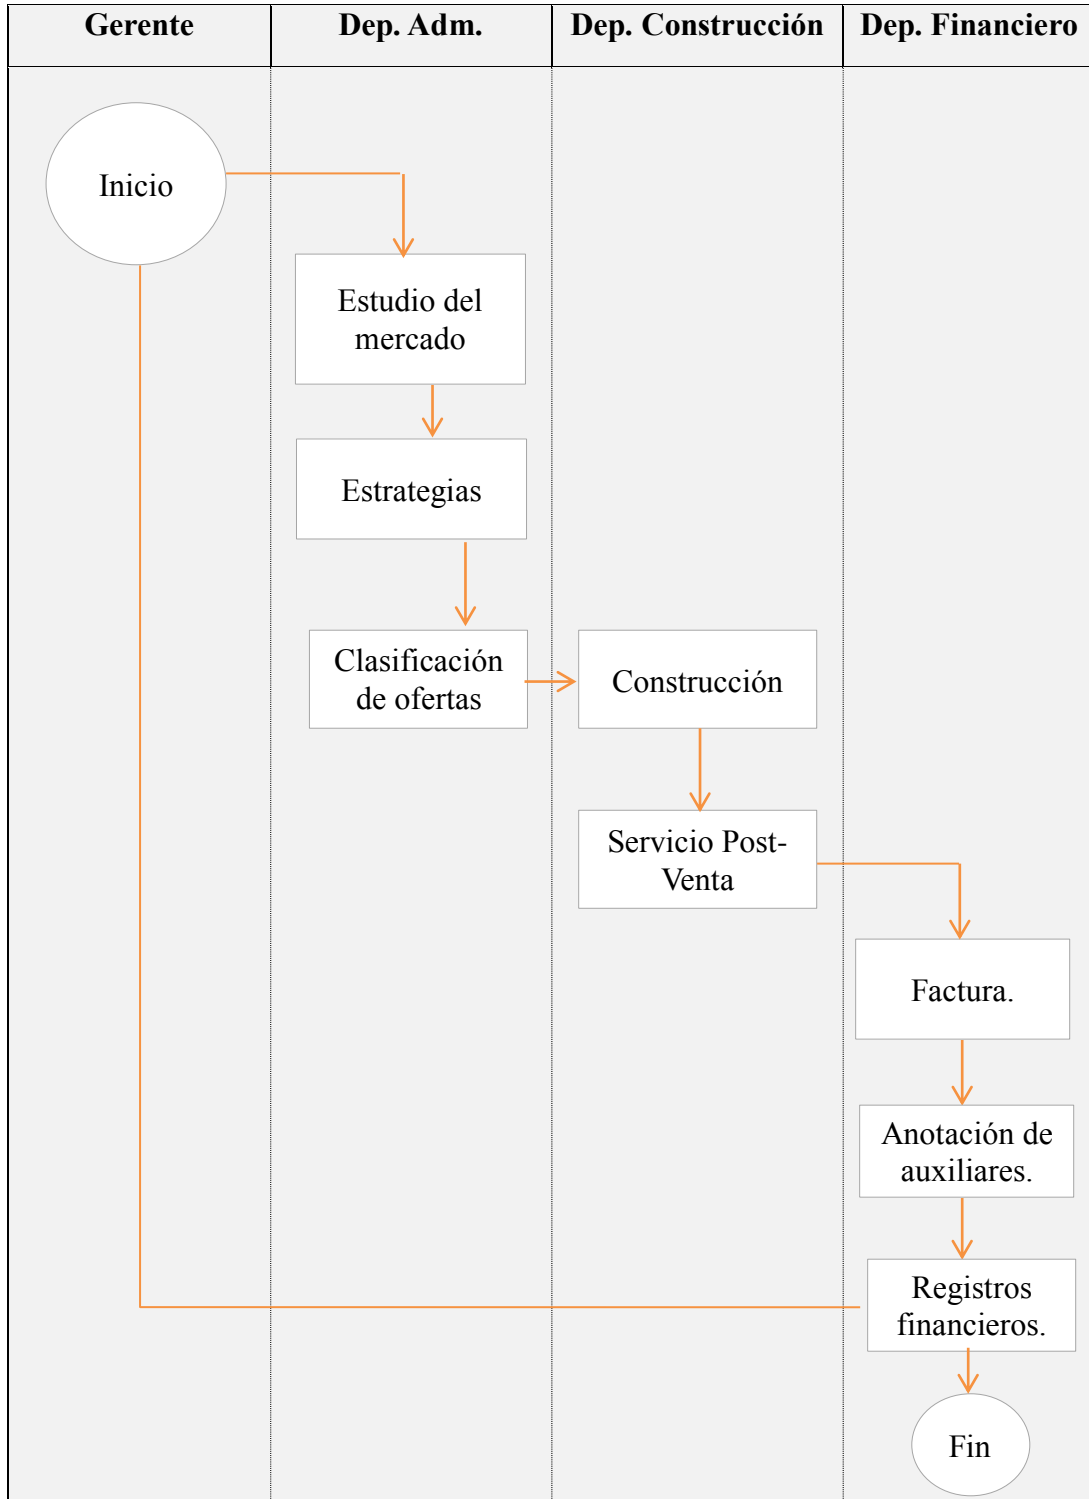 Gerente
Dep. Adm.
Dep. Construcción
Dep. Financiero
Inicio
Estudio del
mercado
Estrategias
Clasificación
de ofertas
Construcción
Servicio Post-
Venta
Factura.
Anotación de
auxiliares.
Registros
financieros.
Fin